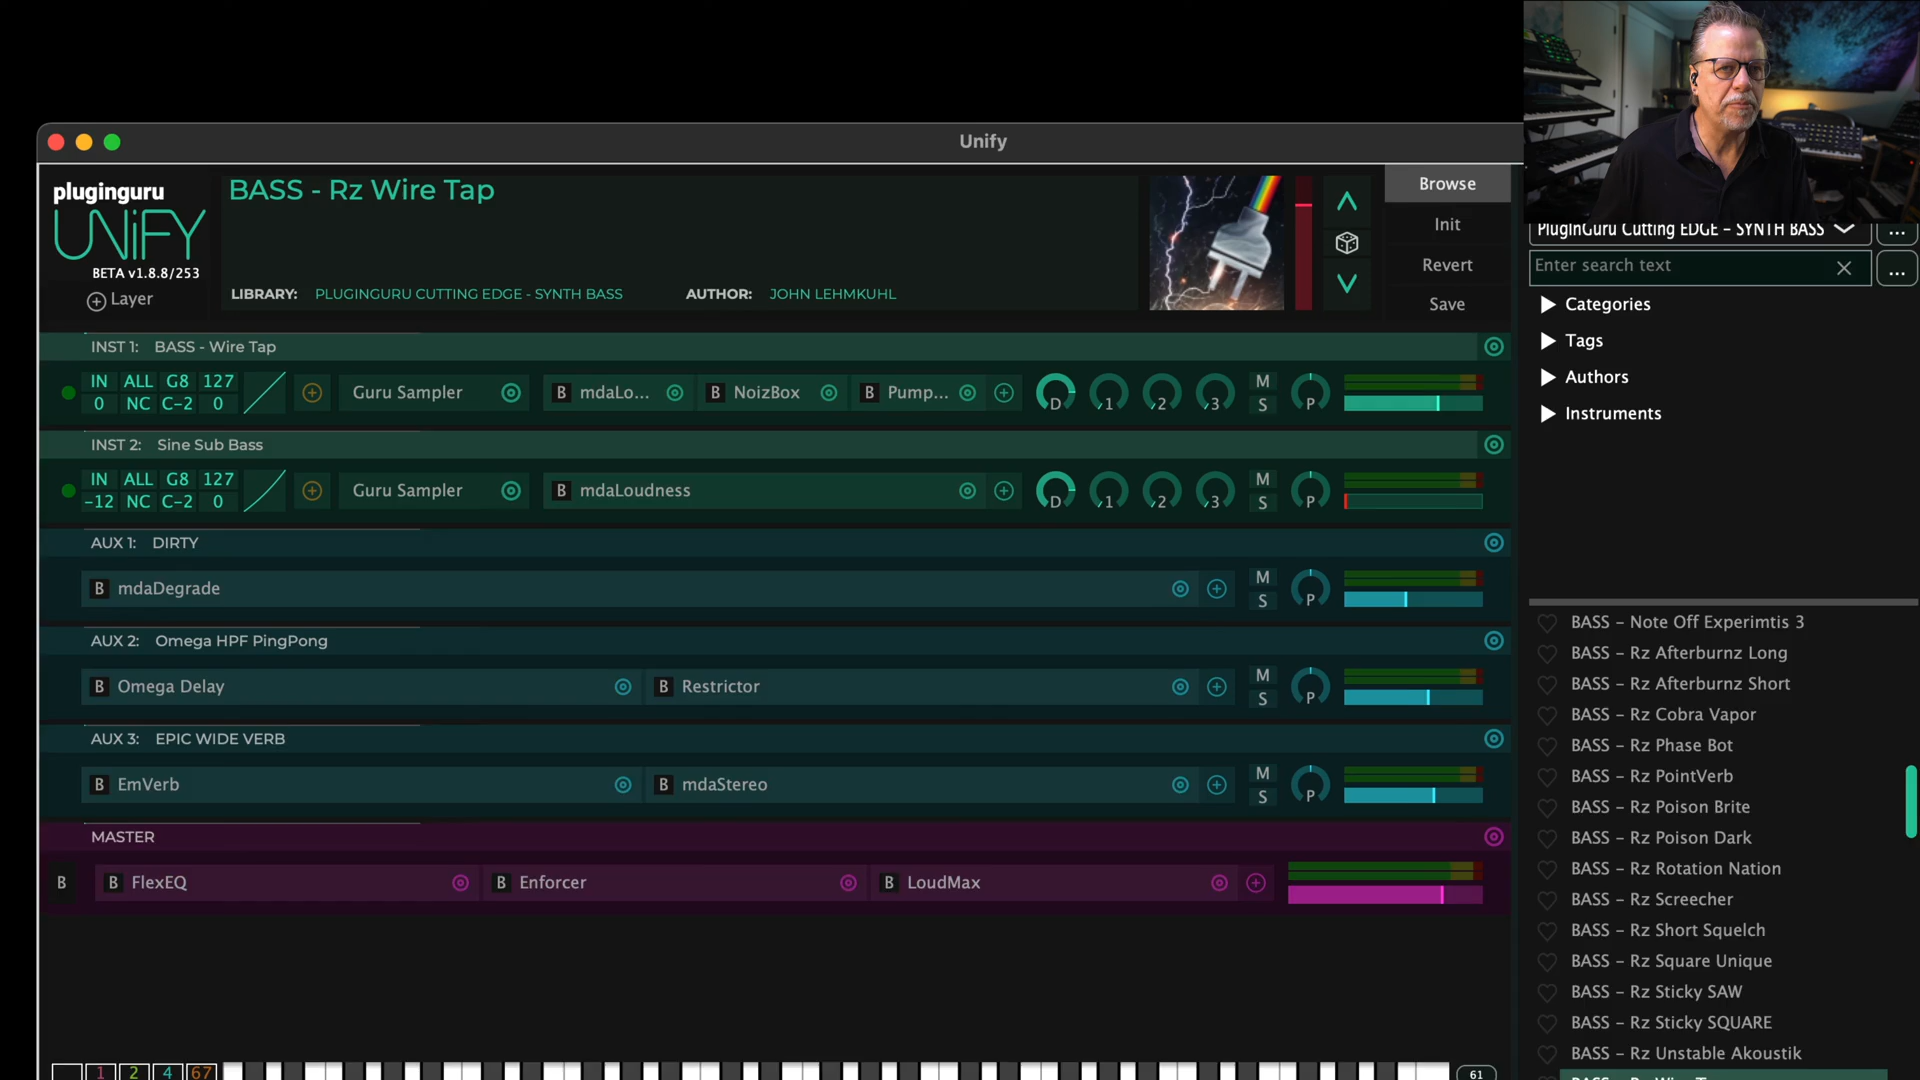 Unify
pluginguru
UNiFY
BETA v1.8.8/253
Layer
BASS - Rz Wire Tap
LIBRARY: PLUGINGURU CUTTING EDGE - SYNTH BASS AUTHOR: JOHN LEHMKUHL
Browse
Init
Revert
Save
INST 1: BASS - Wire Tap
IN ALL G8 127
0 NC C-2 0
Guru Sampler B mdaLo... B NoizBox B Pump... D 1 2 3 M S P
INST 2: Sine Sub Bass
IN ALL G8 127
-12 NC C-2 0
Guru Sampler B mdaLoudness D 1 2 3 M S P
AUX 1: DIRTY
B mdaDegrade M S P
AUX 2: Omega HPF PingPong
B Omega Delay B Restrictor M S P
AUX 3: EPIC WIDE VERB
B EmVerb B mdaStereo M S P
MASTER
B B FlexEQ B Enforcer B LoudMax
1 2 4 67
61
PluginGuru Cutting EDGE – SYNTH BASS ...
Enter search text ...
Categories
Tags
Authors
Instruments
BASS – Note Off Experimtis 3
BASS – Rz Afterburnz Long
BASS – Rz Afterburnz Short
BASS – Rz Cobra Vapor
BASS – Rz Phase Bot
BASS – Rz PointVerb
BASS – Rz Poison Brite
BASS – Rz Poison Dark
BASS – Rz Rotation Nation
BASS – Rz Screecher
BASS – Rz Short Squelch
BASS – Rz Square Unique
BASS – Rz Sticky SAW
BASS – Rz Sticky SQUARE
BASS – Rz Unstable Akoustik